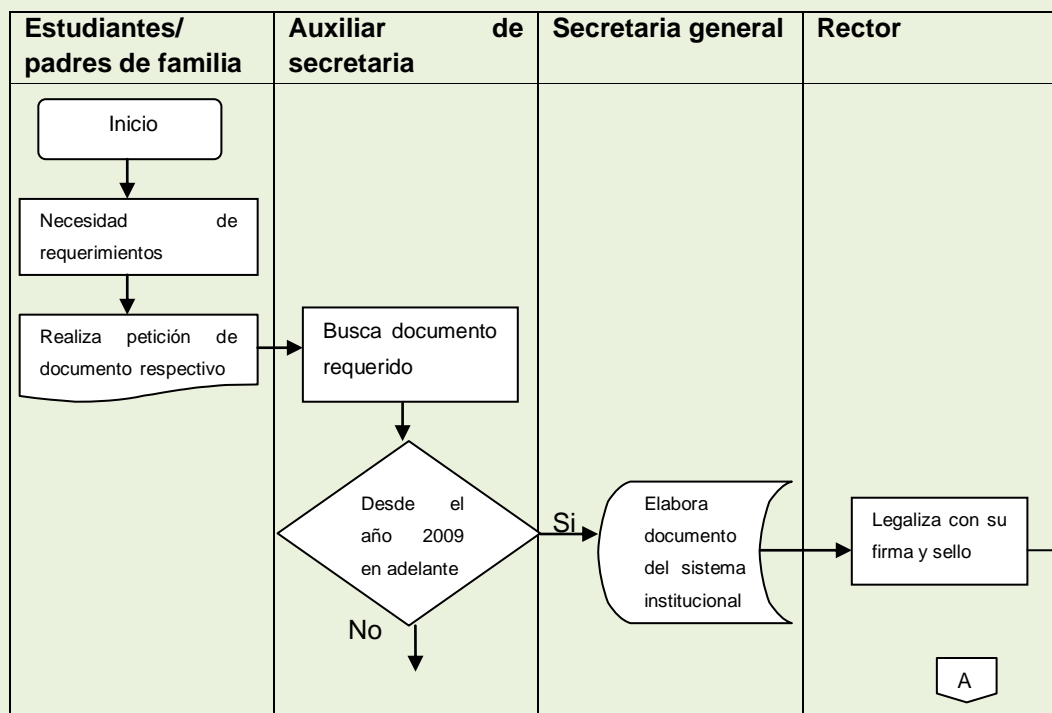 Estudiantes/
padres de familia
Auxiliar de
secretaria
Secretaria general
Rector
Inicio
Necesidad de
requerimientos
Realiza petición de
documento respectivo
Busca documento
requerido
Desde el
año 2009
en adelante
Si
No
Elabora
documento
del sistema
institucional
Legaliza con su
firma y sello
A